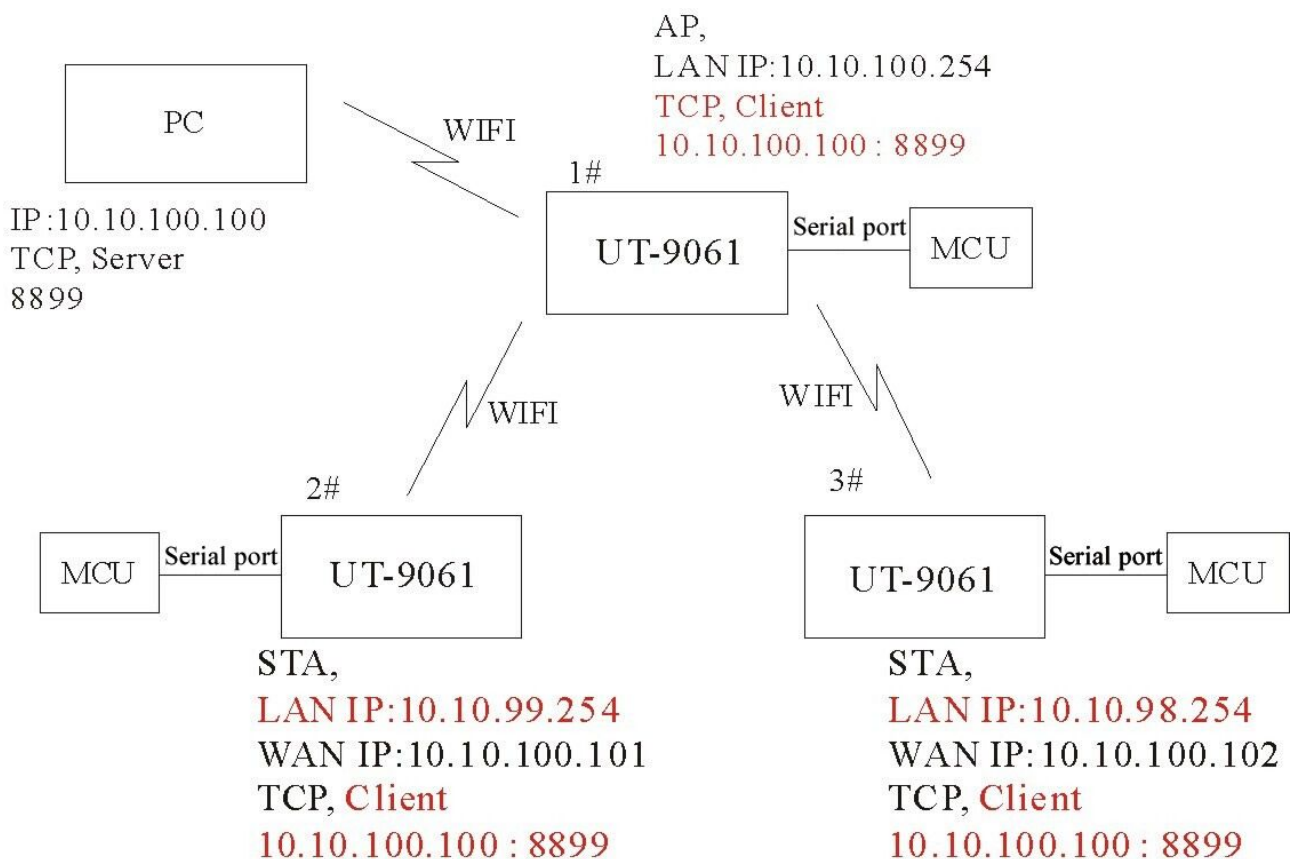 AP,
LAN IP:10.10.100.254
TCP, Client
10.10.100.100 : 8899
PC
WIFI
IP:10.10.100.100
TCP, Server
8899
1#
UT-9061
Serial port
MCU
WIFI
WIFI
2#
MCU
Serial port
UT-9061
STA,
LAN IP:10.10.99.254
WAN IP:10.10.100.101
TCP, Client
10.10.100.100 : 8899
3#
UT-9061
Serial port
MCU
STA,
LAN IP:10.10.98.254
WAN IP:10.10.100.102
TCP, Client
10.10.100.100 : 8899